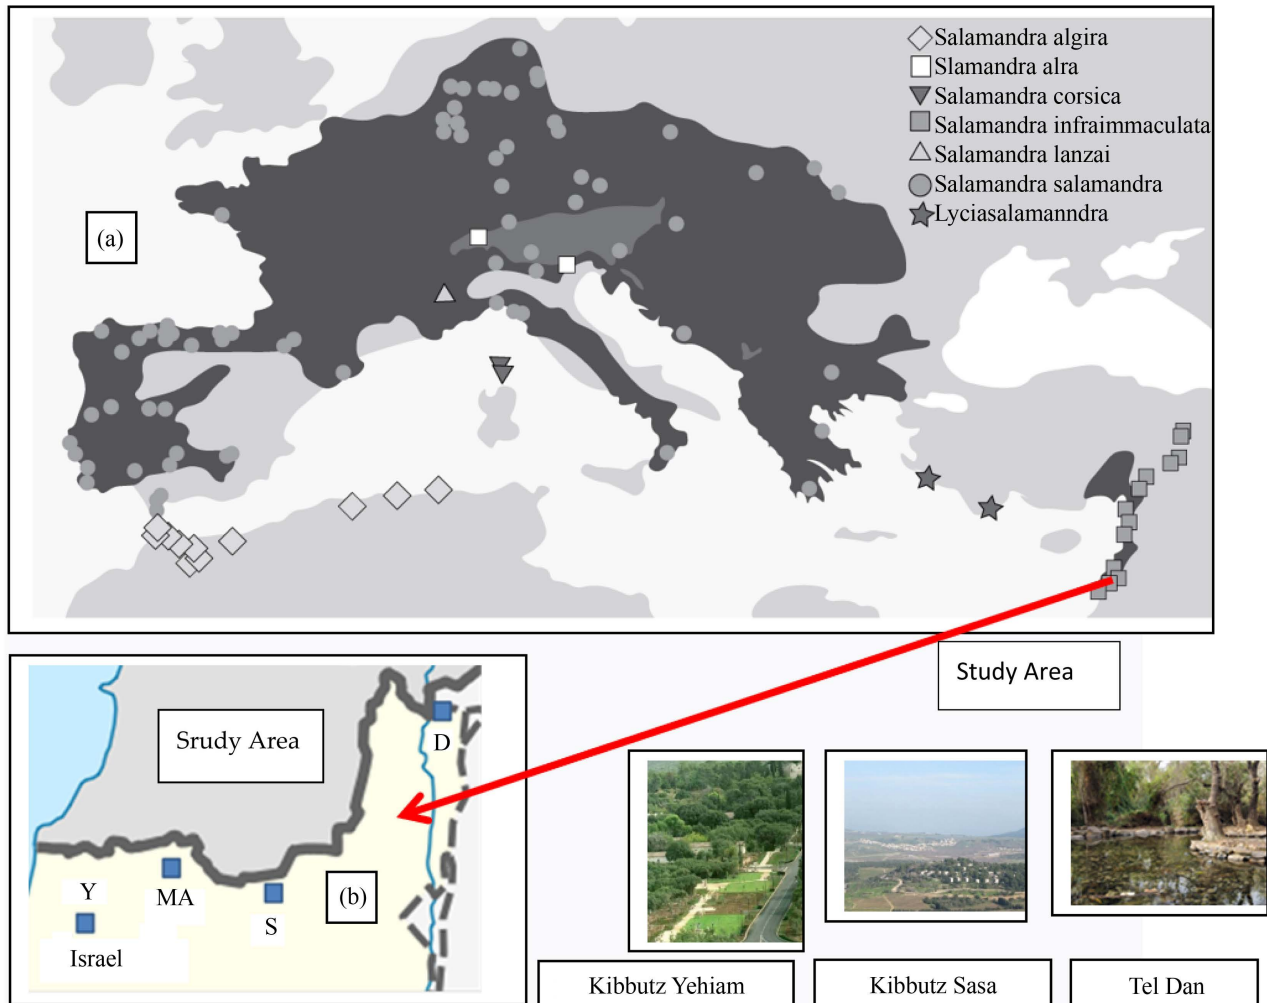 Salamandra algira
Slamandra alra
Salamandra corsica
Salamandra infraimmaculata
Salamandra lanzai
Salamandra salamandra
Lyciasalamanndra
(a)
Study Area
Srudy Area
D
Y
MA
S
(b)
Israel
Kibbutz Yehiam
Kibbutz Sasa
Tel Dan